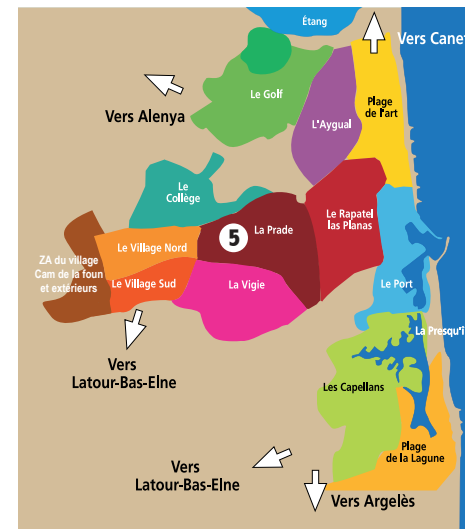 Étang
Vers Canet
Le Golf
Plage
de l'art
Vers Alenya
L'Aygual
Le
Collège
Le Rapatel
las Planas
5
La Prade
Le Village Nord
ZA du village
Cam de la foun
et extérieurs
Le Village Sud
La Vigie
Le Port
La Presqu'î
Vers
Latour-Bas-Elne
Les Capellans
Plage
de la Lagune
Vers
Latour-Bas-Elne
Vers Argelès